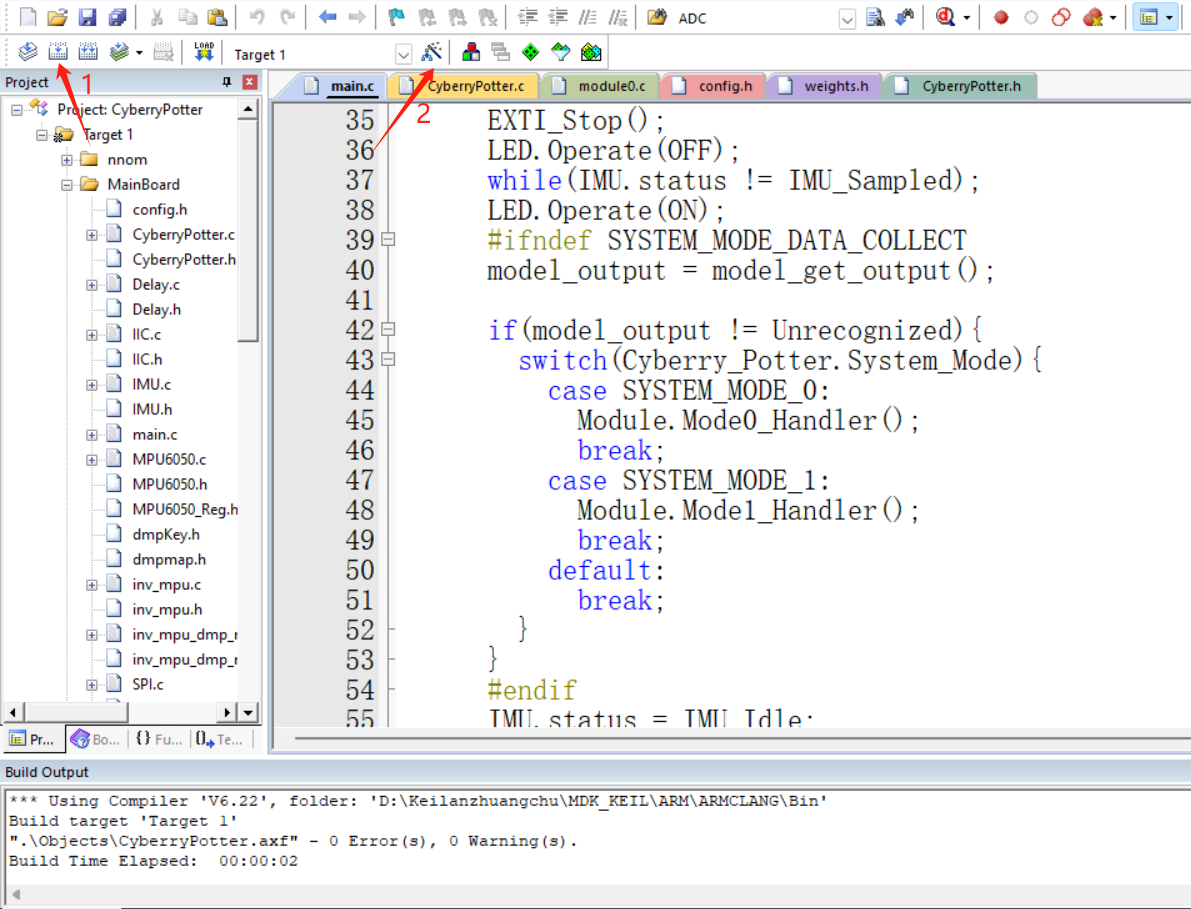 ADC
LOAD
Target 1
1
2
Project
Project: CyberryPotter
Target 1
nnom
MainBoard
config.h
CyberryPotter.c
CyberryPotter.h
Delay.c
Delay.h
IIC.c
IIC.h
IMU.c
IMU.h
main.c
MPU6050.c
MPU6050.h
MPU6050_Reg.h
dmpKey.h
dmpmap.h
inv_mpu.c
inv_mpu.h
inv_mpu_dmp_r
inv_mpu_dmp_r
SPI.c
Pr... Bo... {} Fu... Te...
main.c CyberryPotter.c module0.c config.h weights.h CyberryPotter.h
35 EXTI_Stop();
36 LED.Operate(OFF);
37 while(IMU.status != IMU_Sampled);
38 LED.Operate(ON);
39 #ifndef SYSTEM_MODE_DATA_COLLECT
40 model_output = model_get_output();
41
42 if(model_output != Unrecognized){
43 switch(Cyberry_Potter.System_Mode){
44 case SYSTEM_MODE_0:
45 Module.Mode0_Handler();
46 break;
47 case SYSTEM_MODE_1:
48 Module.Mode1_Handler();
49 break;
50 default:
51 break;
52 }
53 }
54 #endif
55 IMU.status = IMU_Idle;
Build Output
*** Using Compiler 'V6.22', folder: 'D:\Keilanzhuangchu\MDK_KEIL\ARM\ARMCLANG\Bin'
Build target 'Target 1'
".\Objects\CyberryPotter.axf" - 0 Error(s), 0 Warning(s).
Build Time Elapsed:  00:00:02